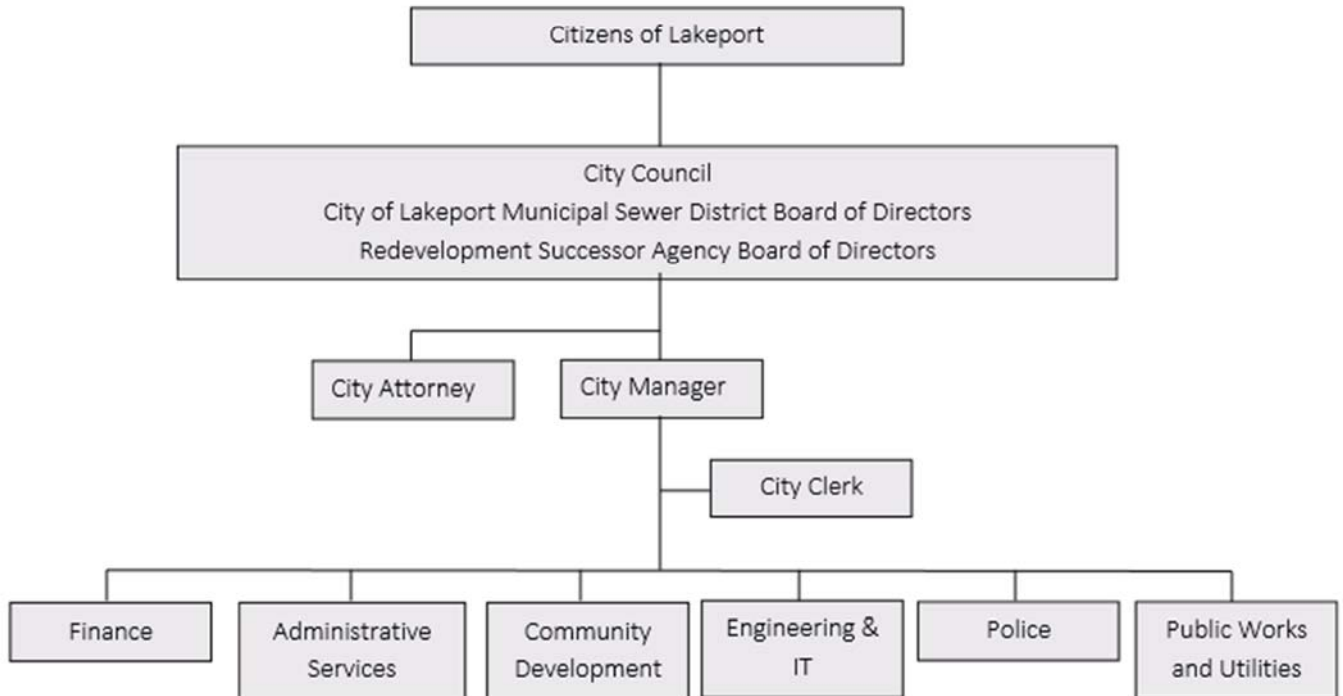 Citizens of Lakeport
City Council
City of Lakeport Municipal Sewer District Board of Directors
Redevelopment Successor Agency Board of Directors
City Attorney
City Manager
City Clerk
Finance
Administrative
Services
Community
Development
Engineering &
IT
Police
Public Works
and Utilities